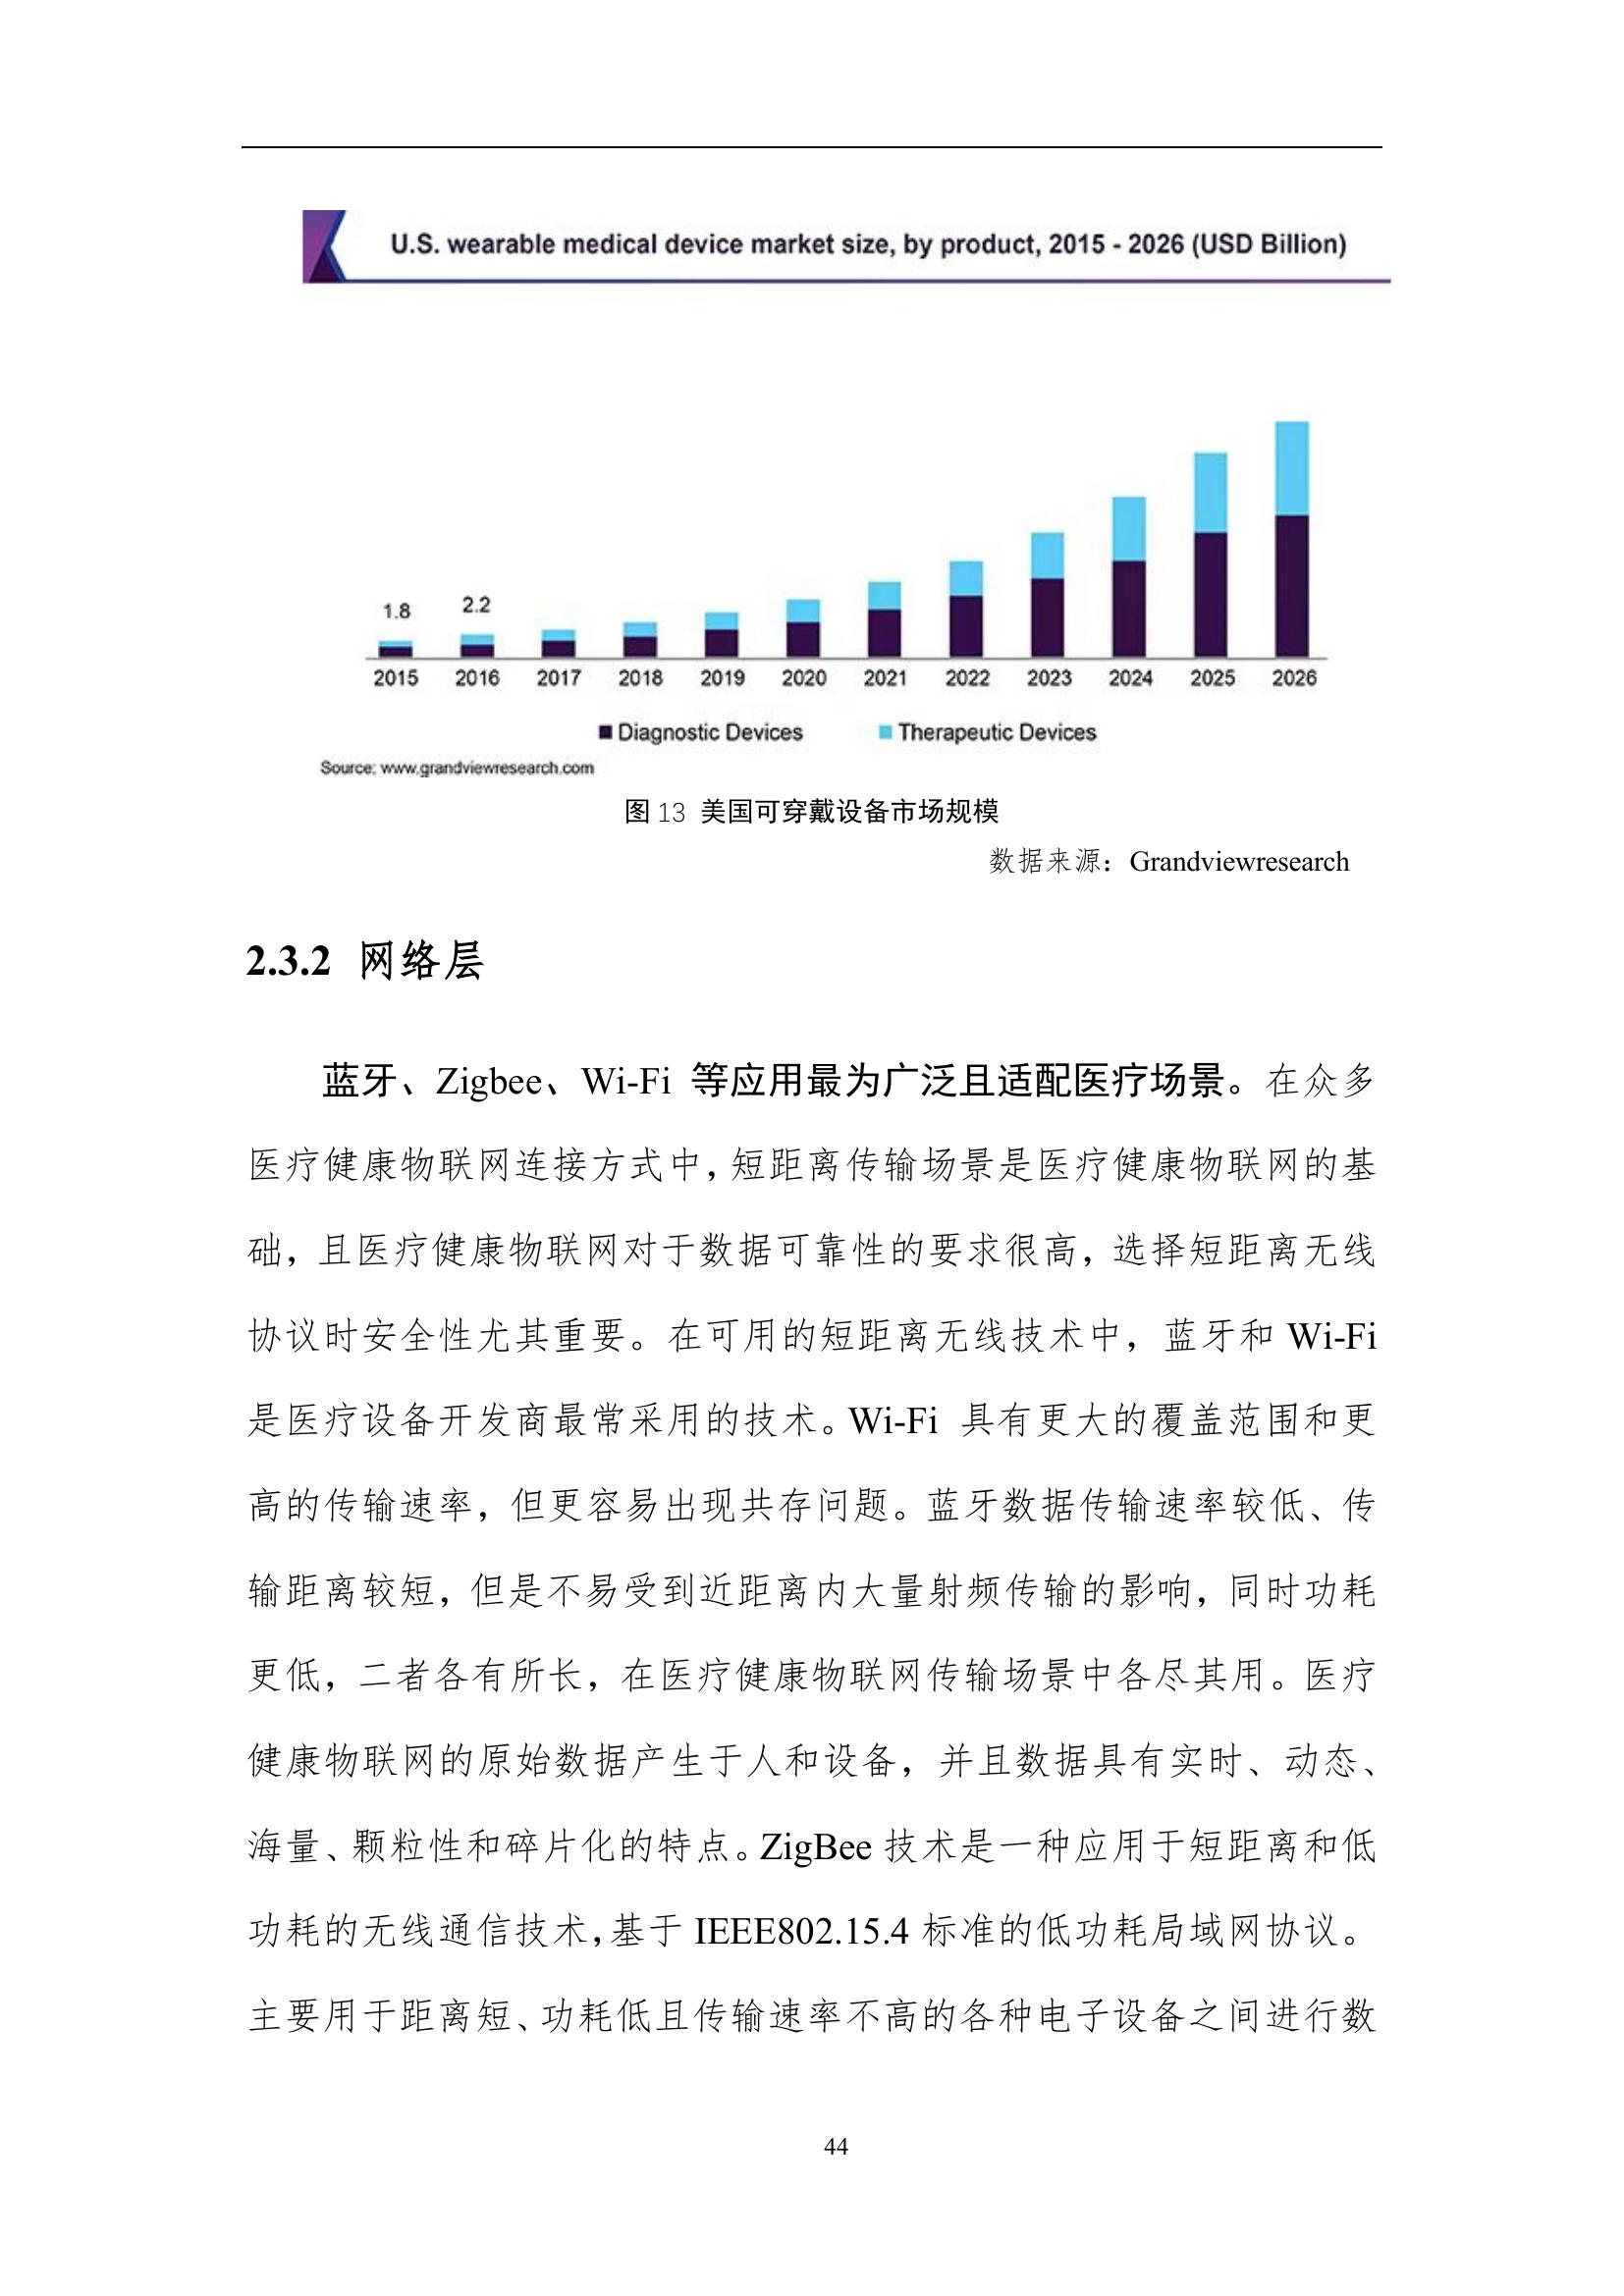 U.S. wearable medical device market size, by product, 2015 - 2026 (USD Billion)
1.8
2.2
2015 2016 2017 2018 2019 2020 2021 2022 2023 2024 2025 2026
Diagnostic Devices Therapeutic Devices
Source: www.grandviewresearch.com
图 13 美国可穿戴设备市场规模
数据来源：Grandviewresearch
2.3.2 网络层
蓝牙、Zigbee、Wi-Fi 等应用最为广泛且适配医疗场景。在众多
医疗健康物联网连接方式中，短距离传输场景是医疗健康物联网的基
础，且医疗健康物联网对于数据可靠性的要求很高，选择短距离无线
协议时安全性尤其重要。在可用的短距离无线技术中，蓝牙和 Wi-Fi
是医疗设备开发商最常采用的技术。Wi-Fi 具有更大的覆盖范围和更
高的传输速率，但更容易出现共存问题。蓝牙数据传输速率较低、传
输距离较短，但是不易受到近距离内大量射频传输的影响，同时功耗
更低，二者各有所长，在医疗健康物联网传输场景中各尽其用。医疗
健康物联网的原始数据产生于人和设备，并且数据具有实时、动态、
海量、颗粒性和碎片化的特点。ZigBee 技术是一种应用于短距离和低
功耗的无线通信技术，基于 IEEE802.15.4 标准的低功耗局域网协议。
主要用于距离短、功耗低且传输速率不高的各种电子设备之间进行数
44